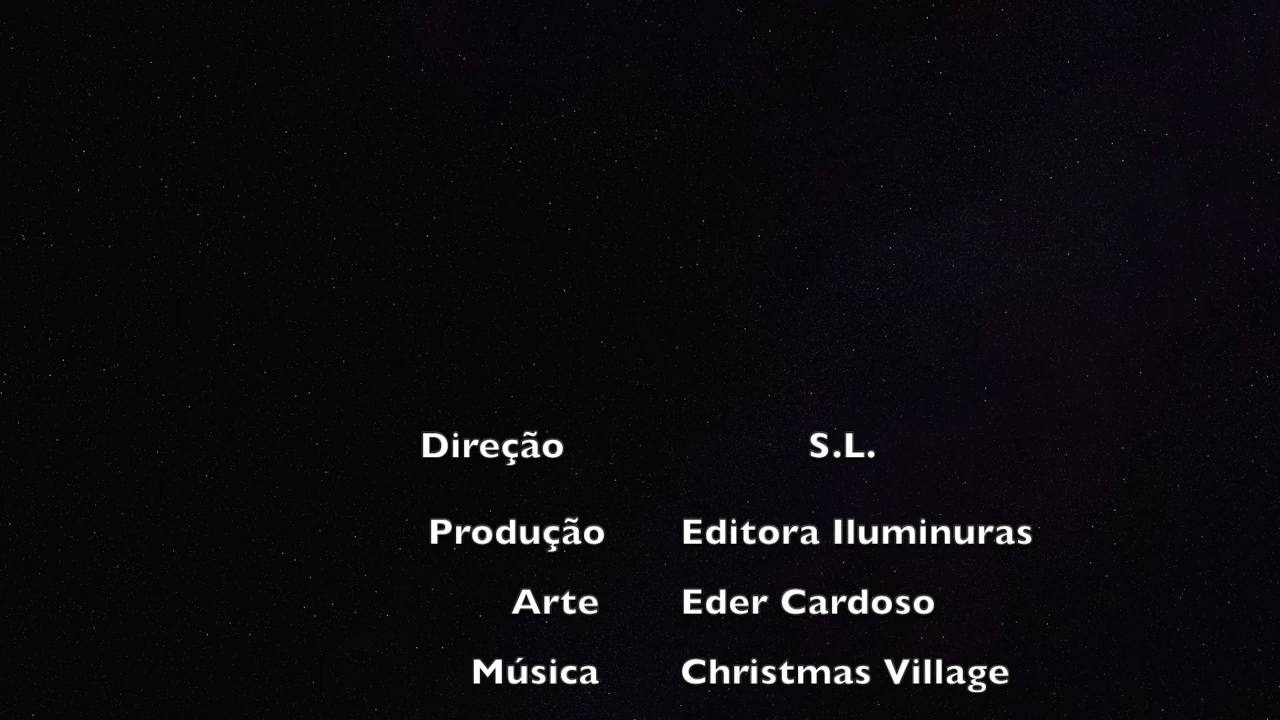 Direção S.L.
Produção Editora Iluminuras
Arte Eder Cardoso
Música Christmas Village